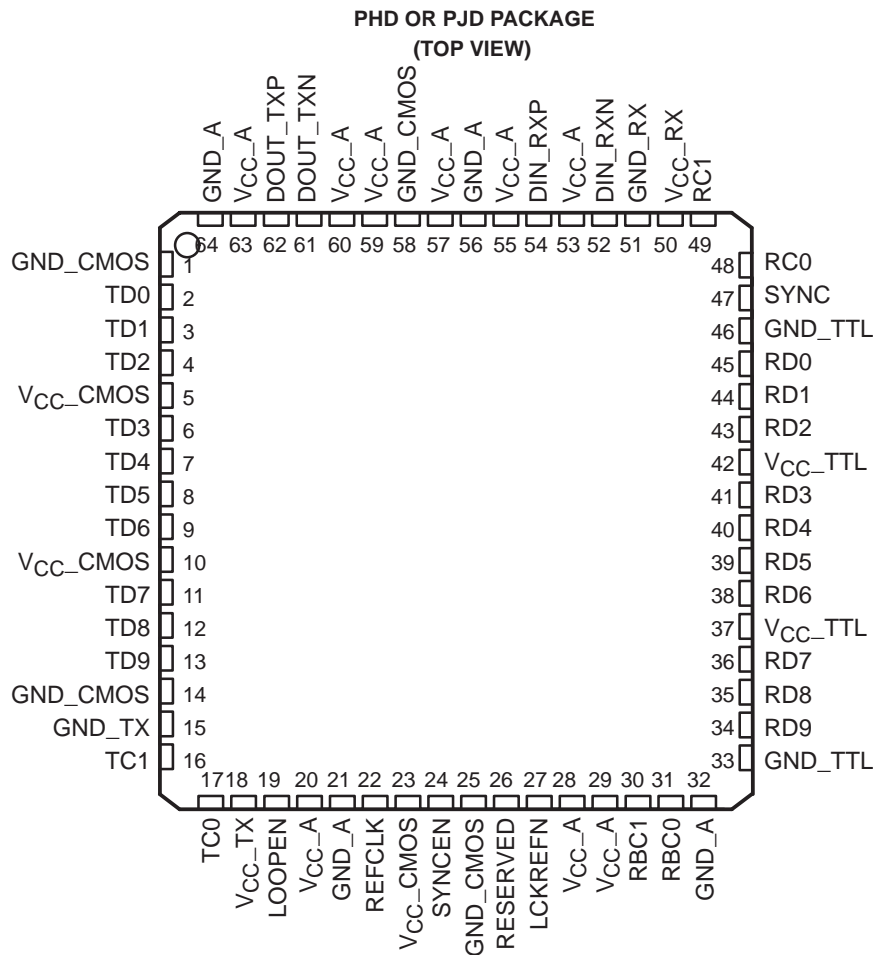 PHD OR PJD PACKAGE
(TOP VIEW)
GND_A
VCC_A
DOUT_TXP
DOUT_TXN
VCC_A
VCC_A
GND_CMOS
VCC_A
GND_A
VCC_A
DIN_RXP
VCC_A
DIN_RXN
GND_RX
VCC_RX
RC1
64 63 62 61 60 59 58 57 56 55 54 53 52 51 50 49
GND_CMOS 1 48 RC0
TD0 2 47 SYNC
TD1 3 46 GND_TTL
TD2 4 45 RD0
VCC_CMOS 5 44 RD1
TD3 6 43 RD2
TD4 7 42 VCC_TTL
TD5 8 41 RD3
TD6 9 40 RD4
VCC_CMOS 10 39 RD5
TD7 11 38 RD6
TD8 12 37 VCC_TTL
TD9 13 36 RD7
GND_CMOS 14 35 RD8
GND_TX 15 34 RD9
TC1 16 33 GND_TTL
17 18 19 20 21 22 23 24 25 26 27 28 29 30 31 32
TC0
VCC_TX
LOOPEN
VCC_A
GND_A
REFCLK
VCC_CMOS
SYNCEN
GND_CMOS
RESERVED
LCKREFN
VCC_A
VCC_A
RBC1
RBC0
GND_A